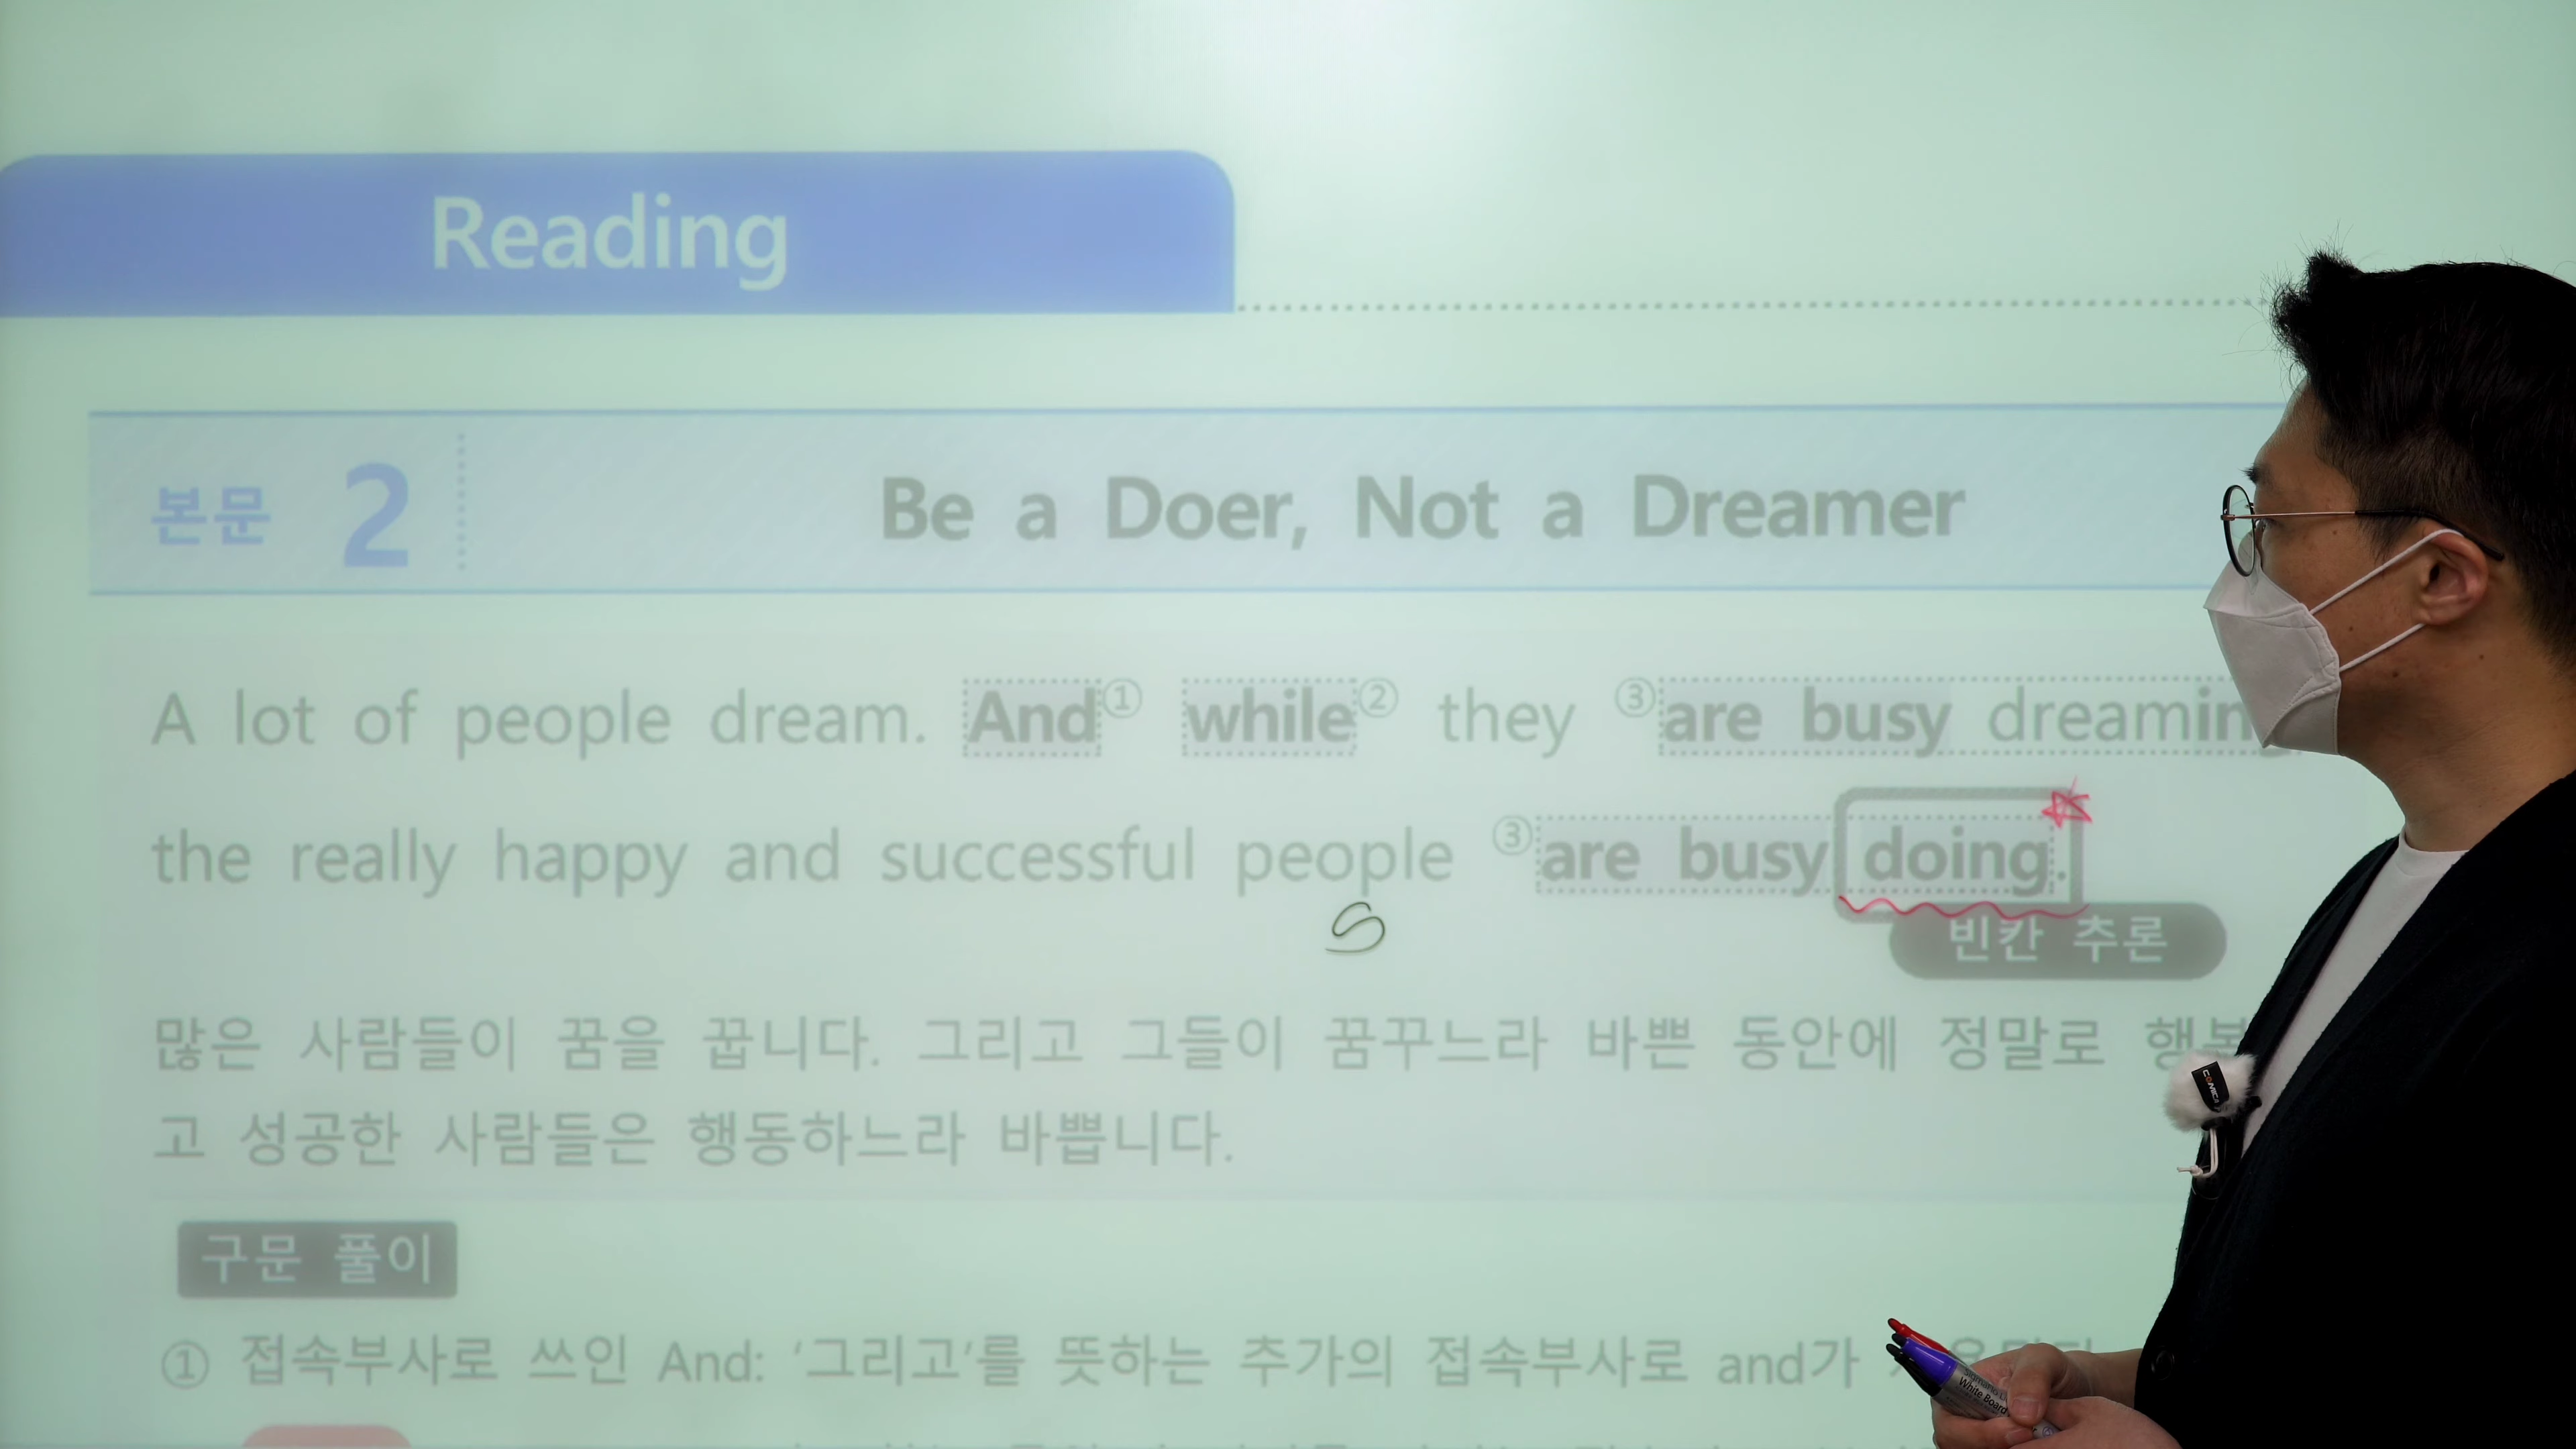 Reading
본문 2 Be a Doer, Not a Dreamer
A lot of people dream. And① while② they ③are busy
the really happy and successful people ③are busy doing.
S
빈칸 추론
많은 사람들이 꿈을 꿉니다. 그리고 그들이 꿈꾸느라 바쁜 동안에 정말로 행복
고 성공한 사람들은 행동하느라 바쁩니다.
구문 풀이
① 접속부사로 쓰인 And: ‘그리고’를 뜻하는 추가의 접속부사로 and가
COMICA
White Board